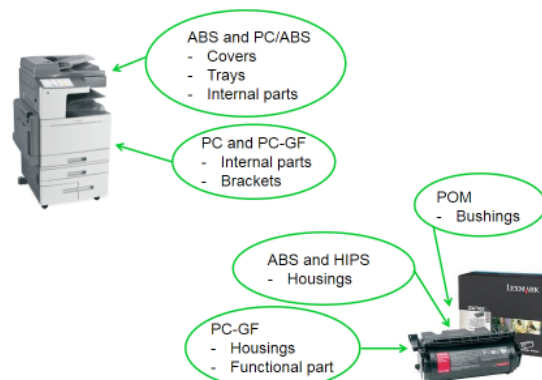 ABS and PC/ABS
- Covers
- Trays
- Internal parts
PC and PC-GF
- Internal parts
- Brackets
POM
- Bushings
ABS and HIPS
- Housings
LEXMARK
PC-GF
- Housings
- Functional part